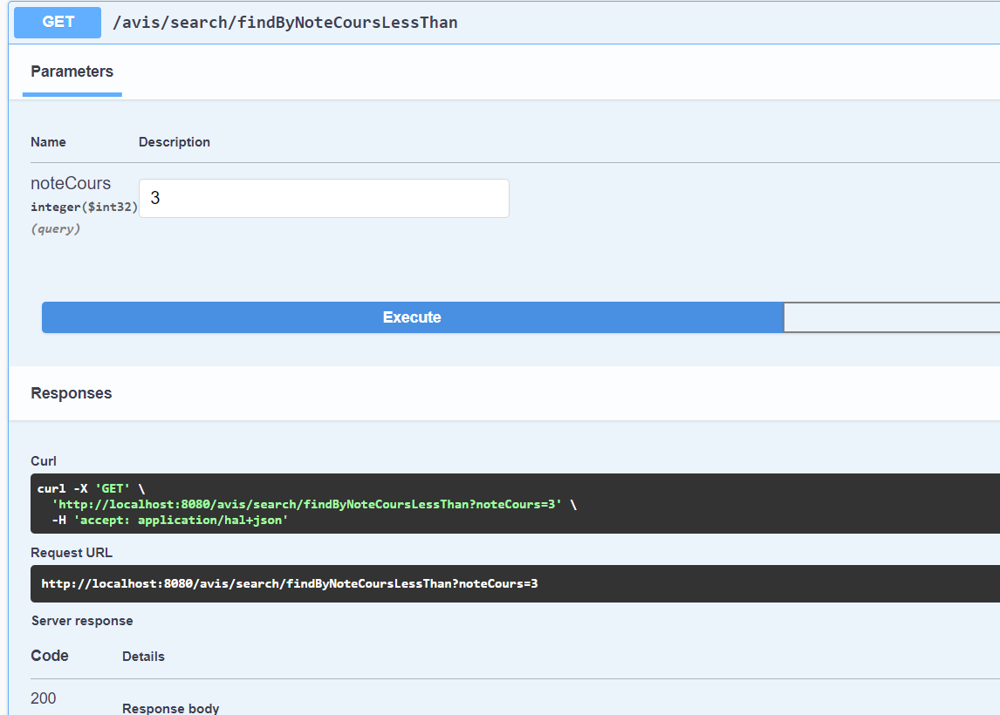 GET /avis/search/findByNoteCoursLessThan
Parameters
Name Description
noteCours
3
integer($int32)
(query)
Execute
Responses
Curl
curl -X 'GET' \
'http://localhost:8080/avis/search/findByNoteCoursLessThan?noteCours=3' \
-H 'accept: application/hal+json'
Request URL
http://localhost:8080/avis/search/findByNoteCoursLessThan?noteCours=3
Server response
Code Details
200
Response body